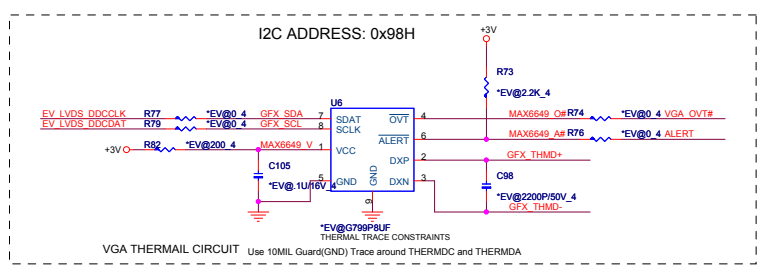 I2C ADDRESS: 0x98H
+3V
R73
*EV@2.2K_4
U6
EV_LVDS_DDCCLK R77 *EV@0_4 GFX_SDA 7 SDAT OVT 4 MAX6649_O# R74 *EV@0_4 VGA_OVT#
EV_LVDS_DDCDAT R79 *EV@0_4 GFX_SCL 8 SCLK
ALERT 6 MAX6649_A# R76 *EV@0_4 ALERT
+3V R82 *EV@200_4 MAX6649_V 1 VCC
DXP 2 GFX_THMD+
C105
*EV@.1U/16V_4
5 GND GND DXN 3
C98
*EV@2200P/50V_4
9
GFX_THMD-
*EV@G799P8UF
THERMAL TRACE CONSTRAINTS
VGA THERMAIL CIRCUIT Use 10MIL Guard(GND) Trace around THERMDC and THERMDA